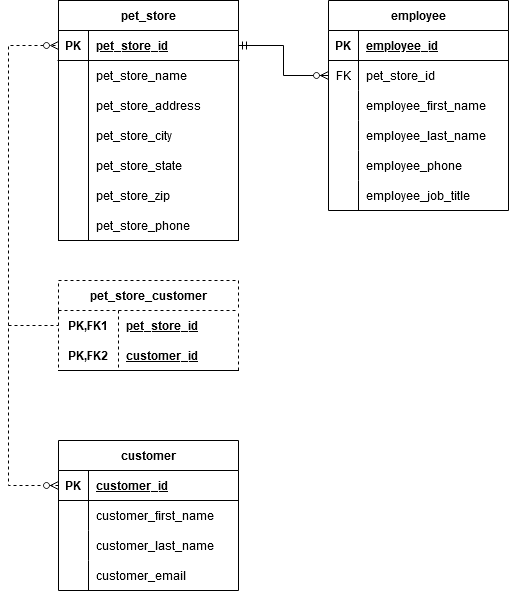 pet_store
PK pet_store_id
pet_store_name
pet_store_address
pet_store_city
pet_store_state
pet_store_zip
pet_store_phone
employee
PK employee_id
FK pet_store_id
employee_first_name
employee_last_name
employee_phone
employee_job_title
pet_store_customer
PK,FK1 pet_store_id
PK,FK2 customer_id
customer
PK customer_id
customer_first_name
customer_last_name
customer_email